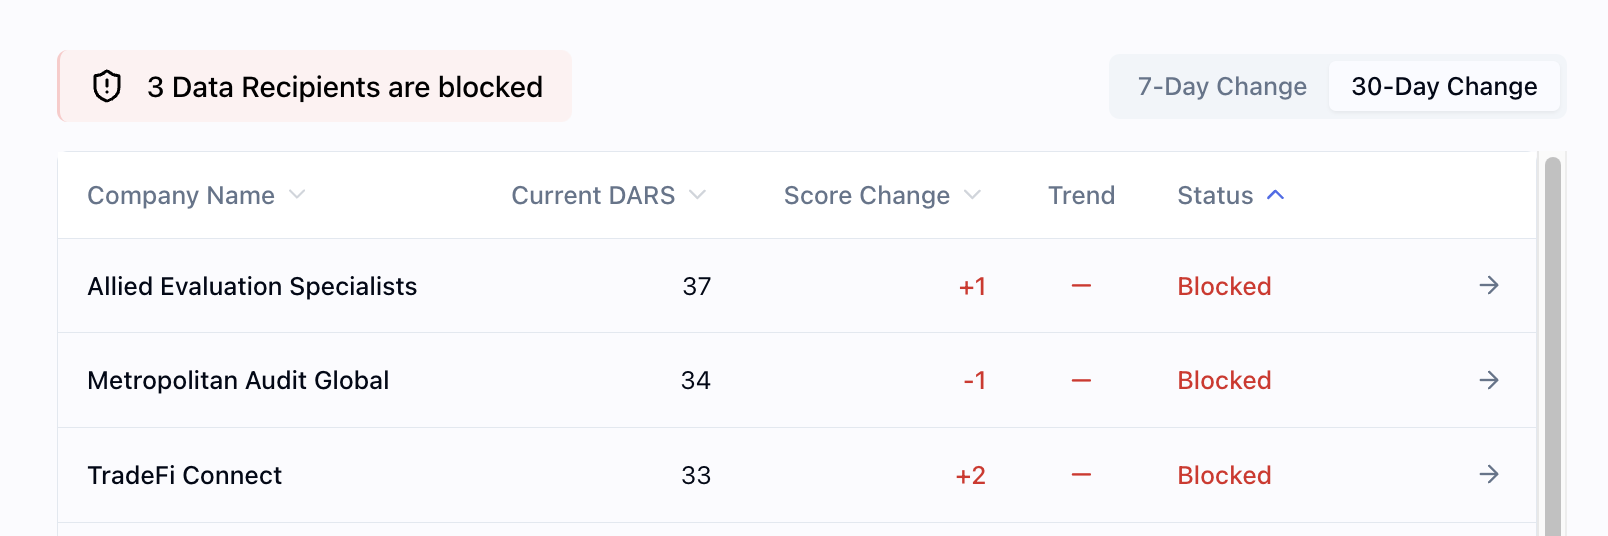 3 Data Recipients are blocked
7-Day Change 30-Day Change
Company Name Current DARS Score Change Trend Status
Allied Evaluation Specialists 37 +1 Blocked
Metropolitan Audit Global 34 -1 Blocked
TradeFi Connect 33 +2 Blocked